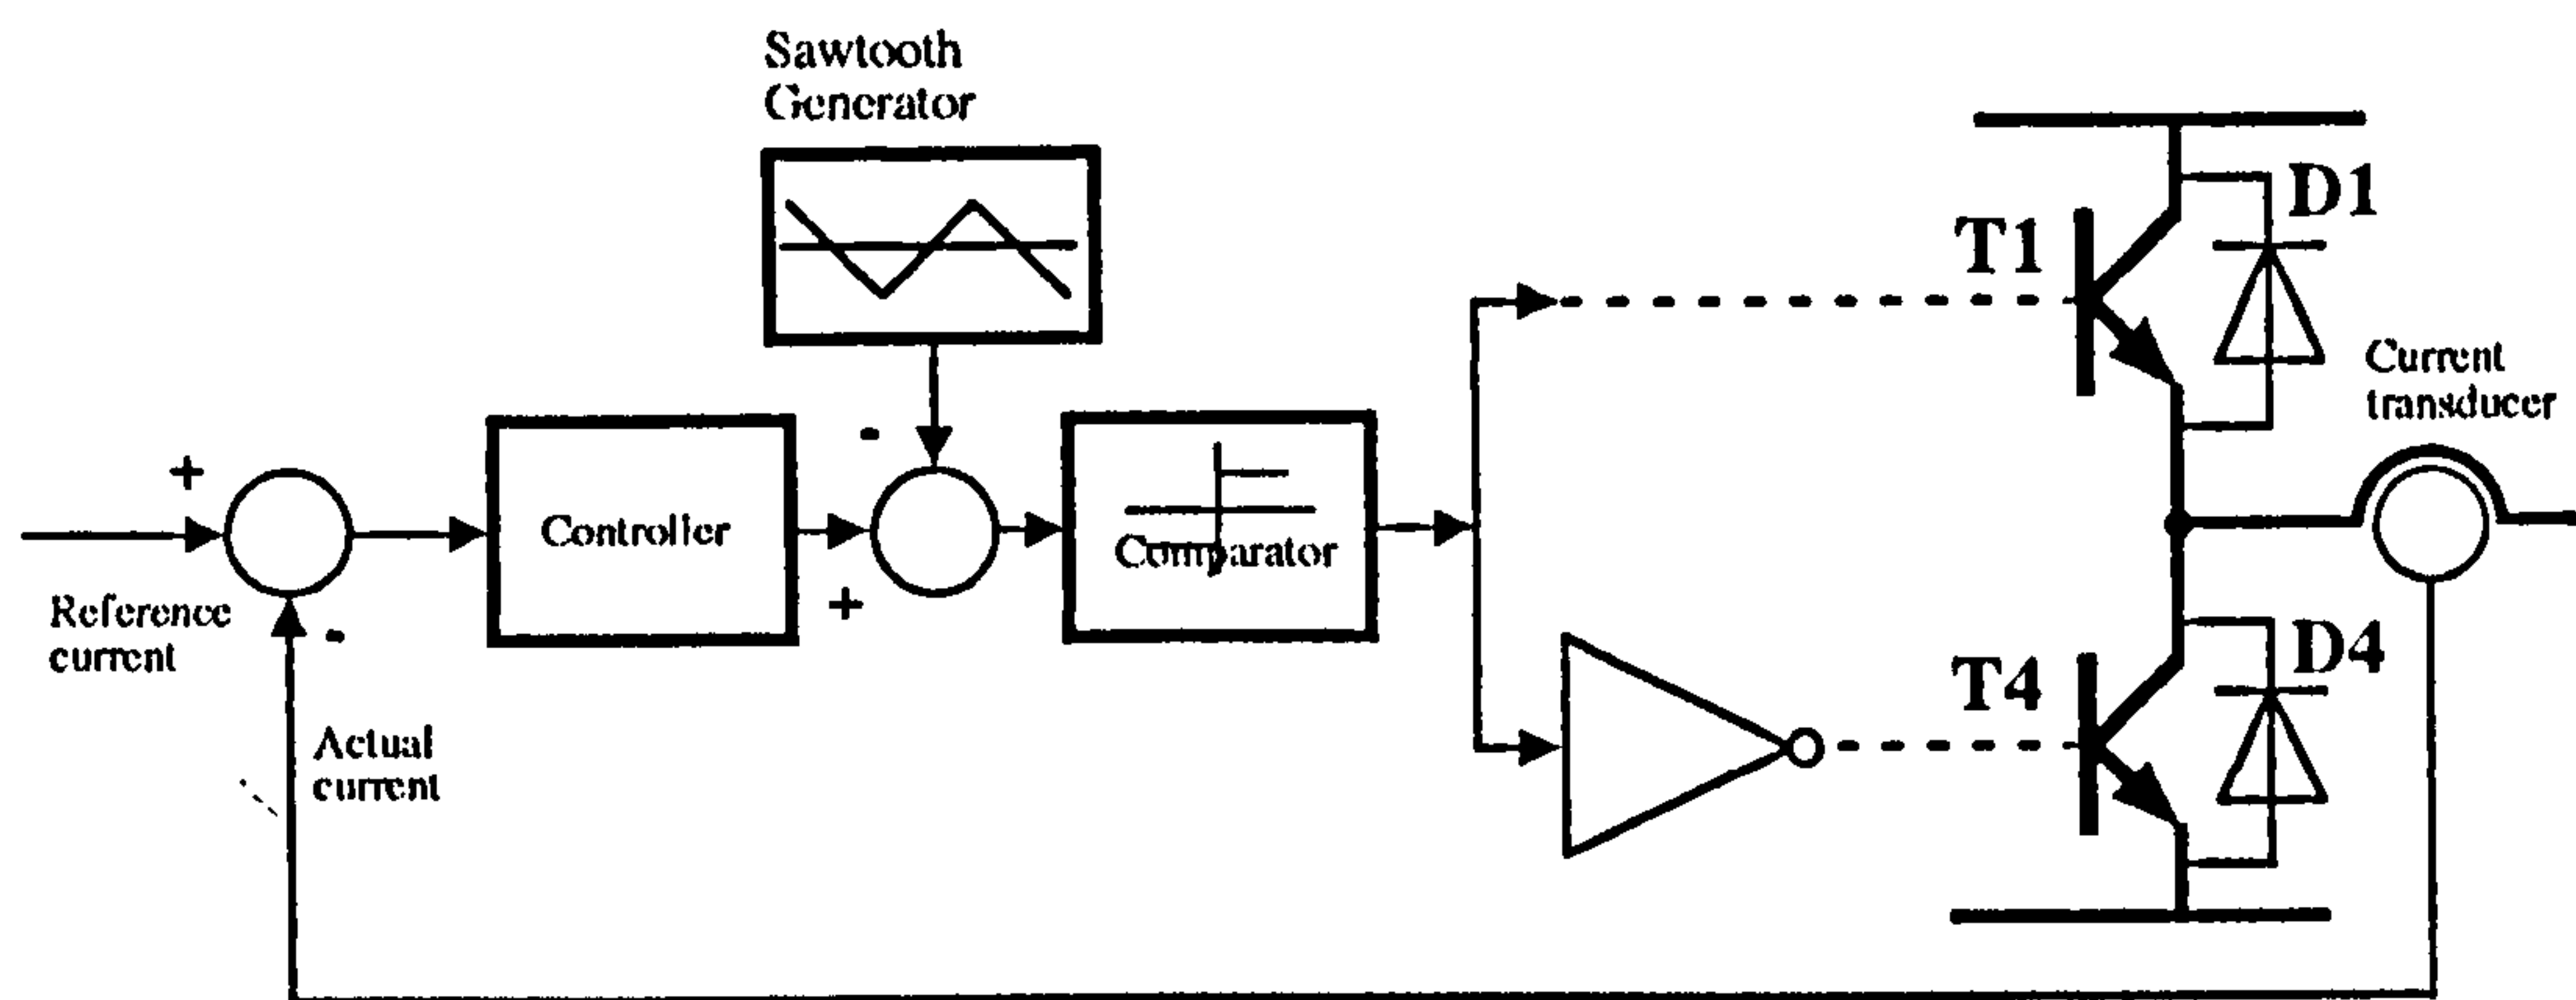 Sawtooth
Generator
D1
T1
Current
transducer
-
+
Controller
Comparator
+
Reference
current
-
D4
T4
Actual
current